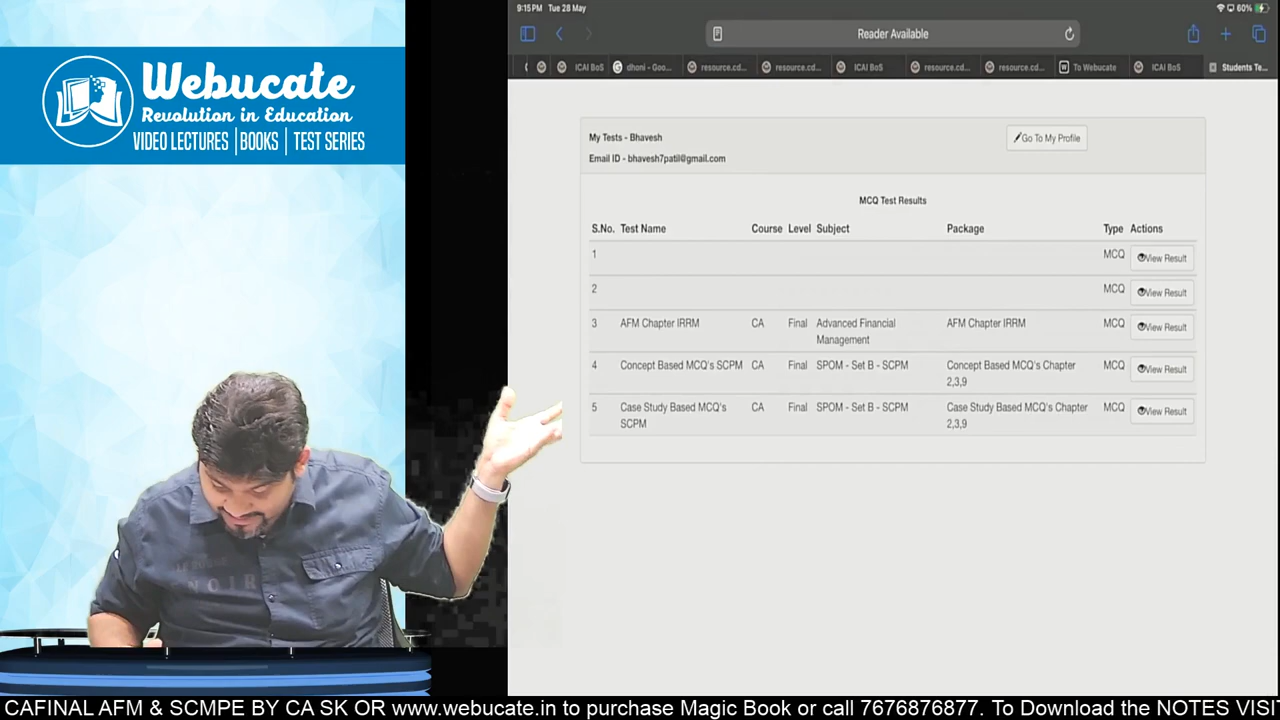 9:15 PM Tue 28 May
60%
Reader Available
ICAI BoS
dhoni - Goo...
resource.cd...
resource.cd...
ICAI BoS
resource.cd...
resource.cd...
To Webucate
ICAI BoS
Students Te...
Webucate
Revolution in Education
VIDEO LECTURES | BOOKS | TEST SERIES
My Tests - Bhavesh
Go To My Profile
Email ID - bhavesh7patil@gmail.com
MCQ Test Results
S.No. Test Name Course Level Subject Package Type Actions
1 MCQ View Result
2 MCQ View Result
3 AFM Chapter IRRM CA Final Advanced Financial AFM Chapter IRRM MCQ View Result
Management
4 Concept Based MCQ's SCPM CA Final SPOM - Set B - SCPM Concept Based MCQ's Chapter MCQ View Result
2,3,9
5 Case Study Based MCQ's CA Final SPOM - Set B - SCPM Case Study Based MCQ's Chapter MCQ View Result
SCPM 2,3,9
CAFINAL AFM & SCMPE BY CA SK OR www.webucate.in to purchase Magic Book or call 7676876877. To Download the NOTES VISI